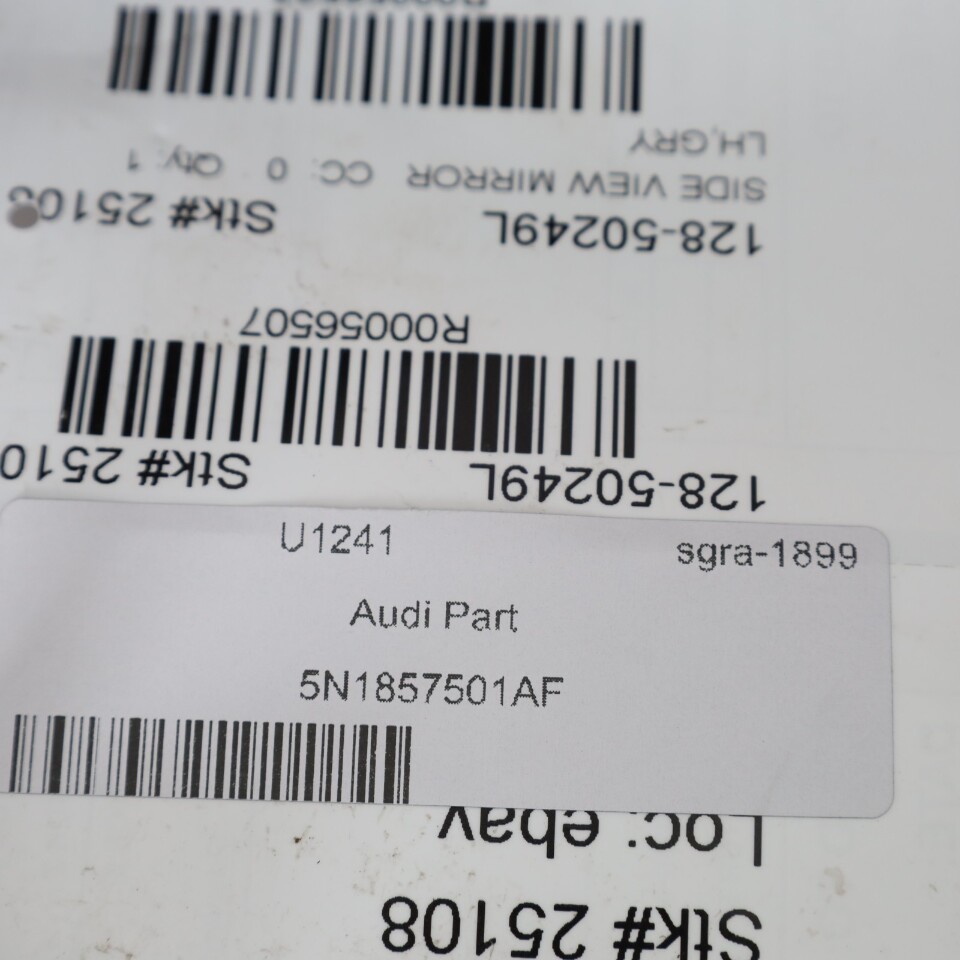 LH,GRY
SIDE VIEW MIRROR CC: 0 Qty: 1
128-50249L Stk# 25108
R00056507
128-50249L Stk# 2510
U1241 sgra-1899
Audi Part
5N1857501AF
Loc: ebay
Stk# 25108